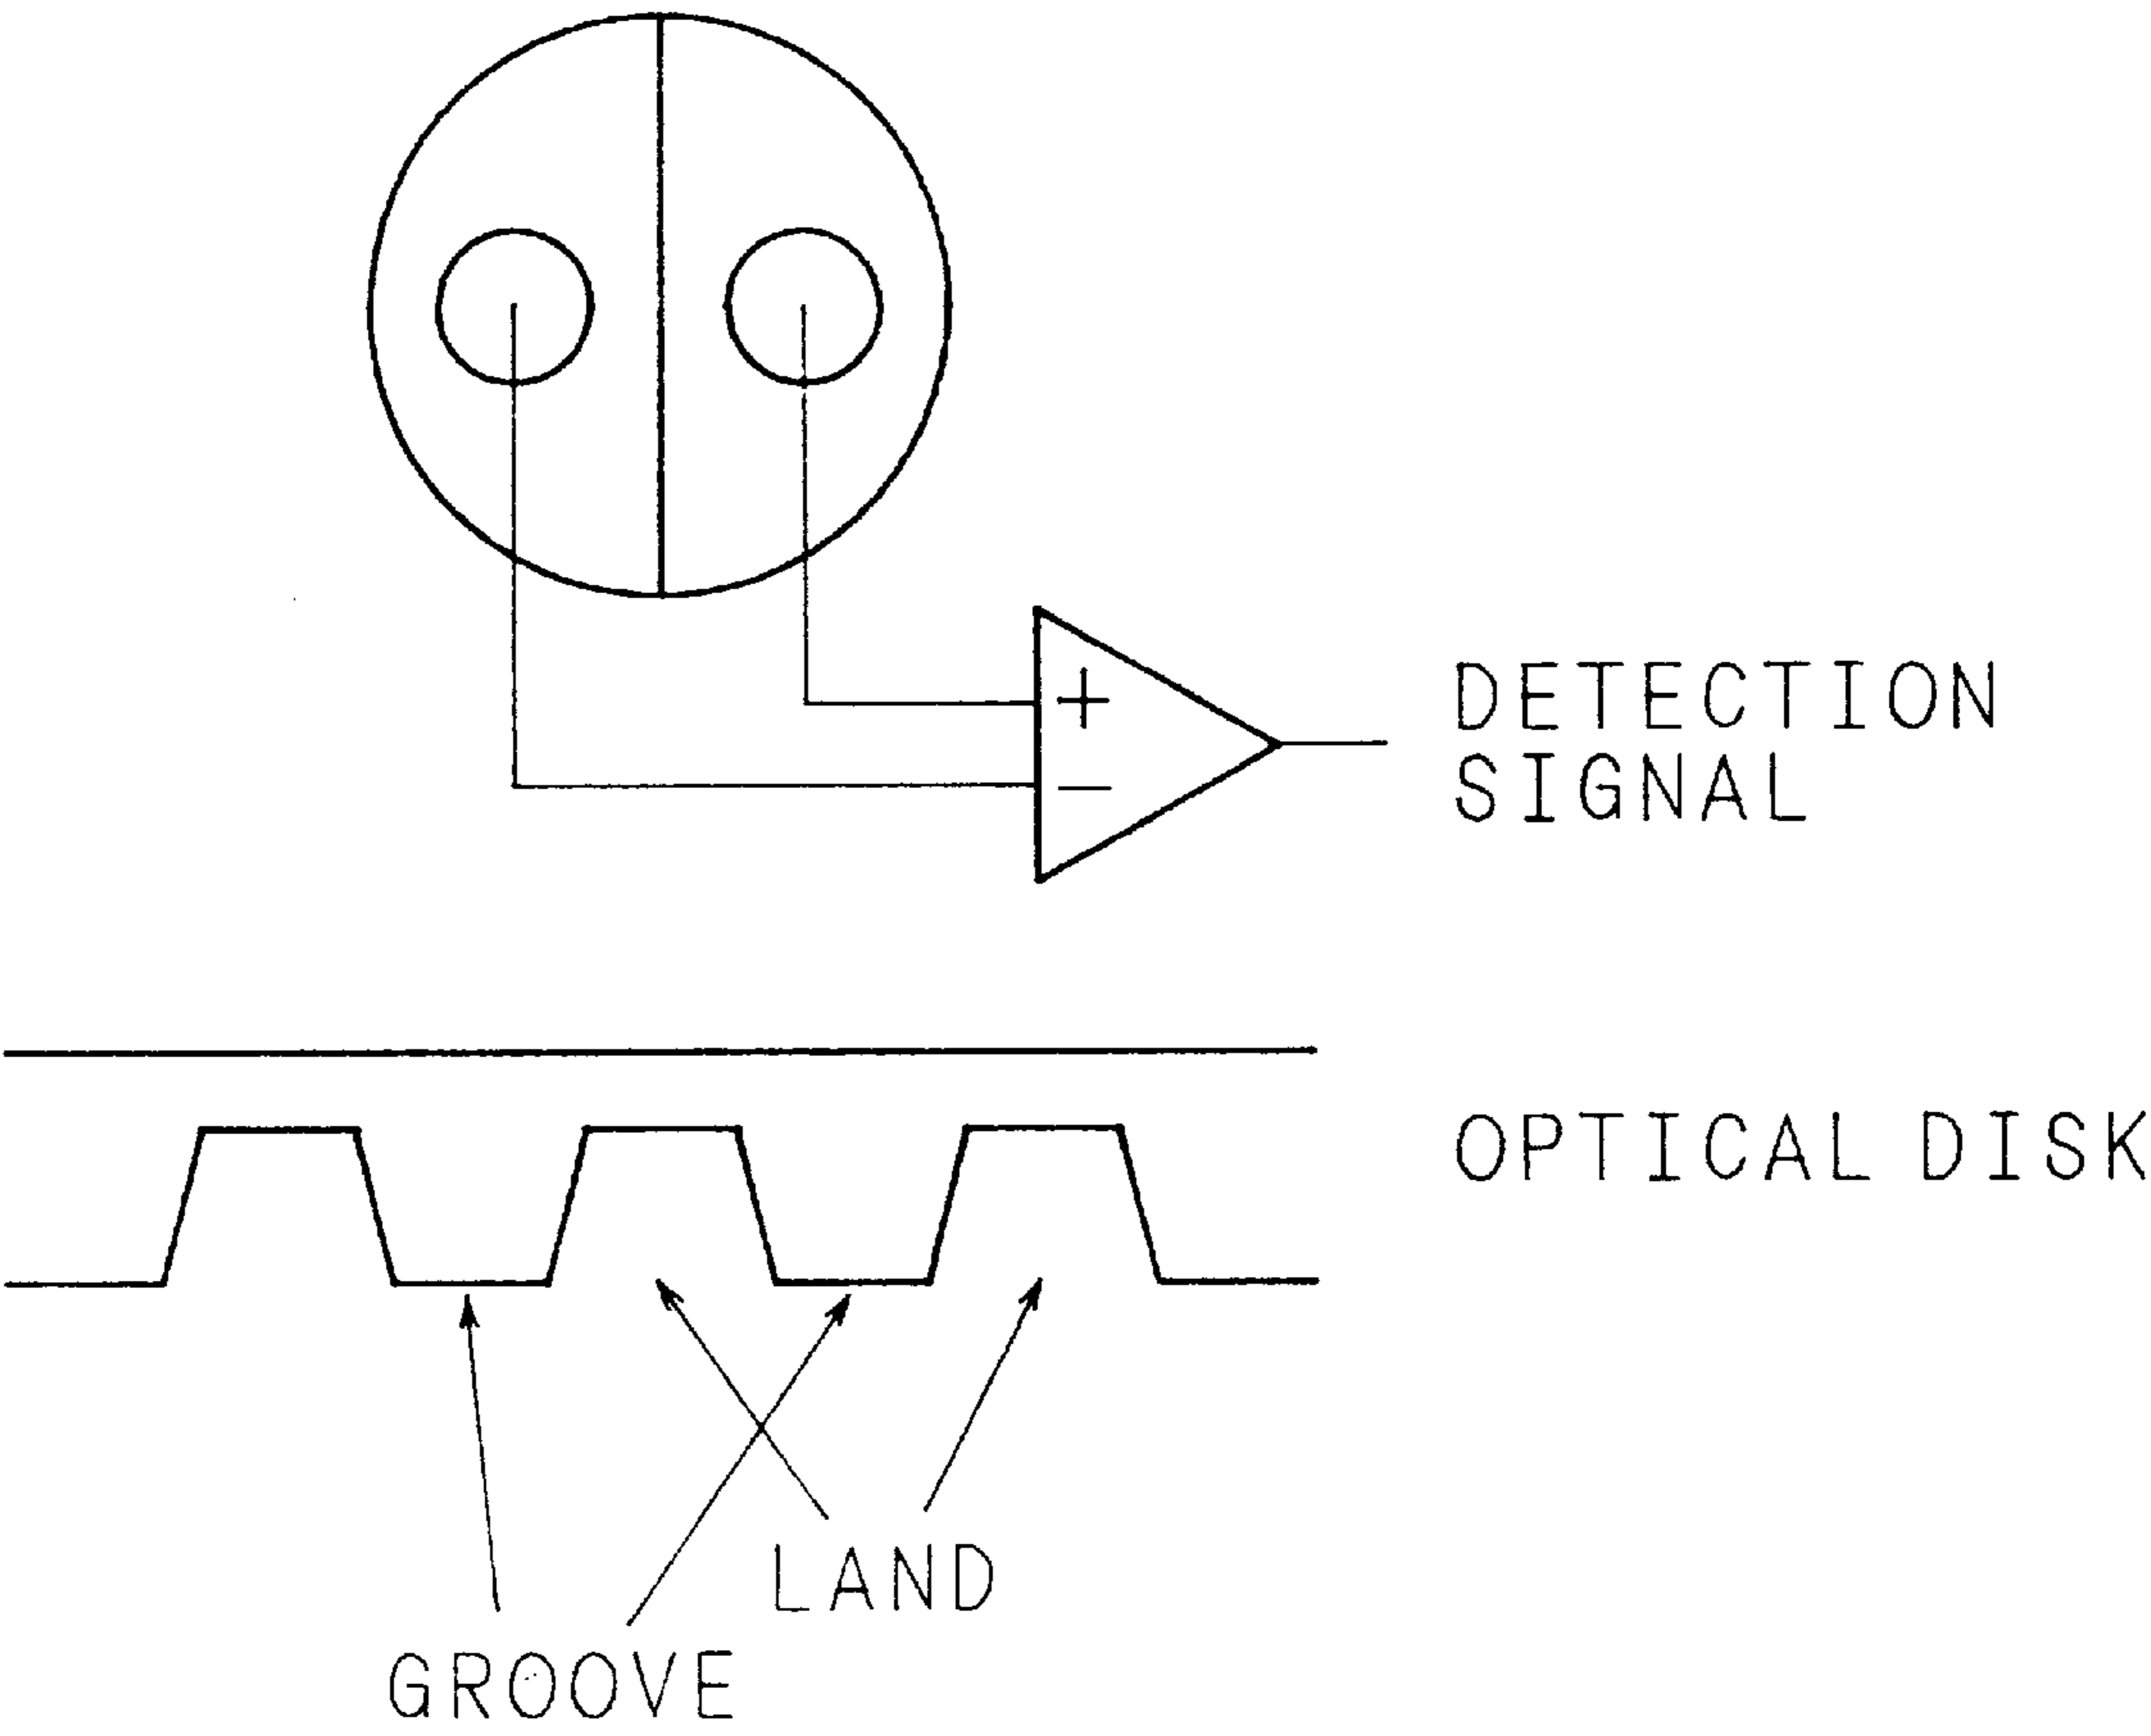 +
−
DETECTION
SIGNAL
OPTICAL DISK
LAND
GROOVE